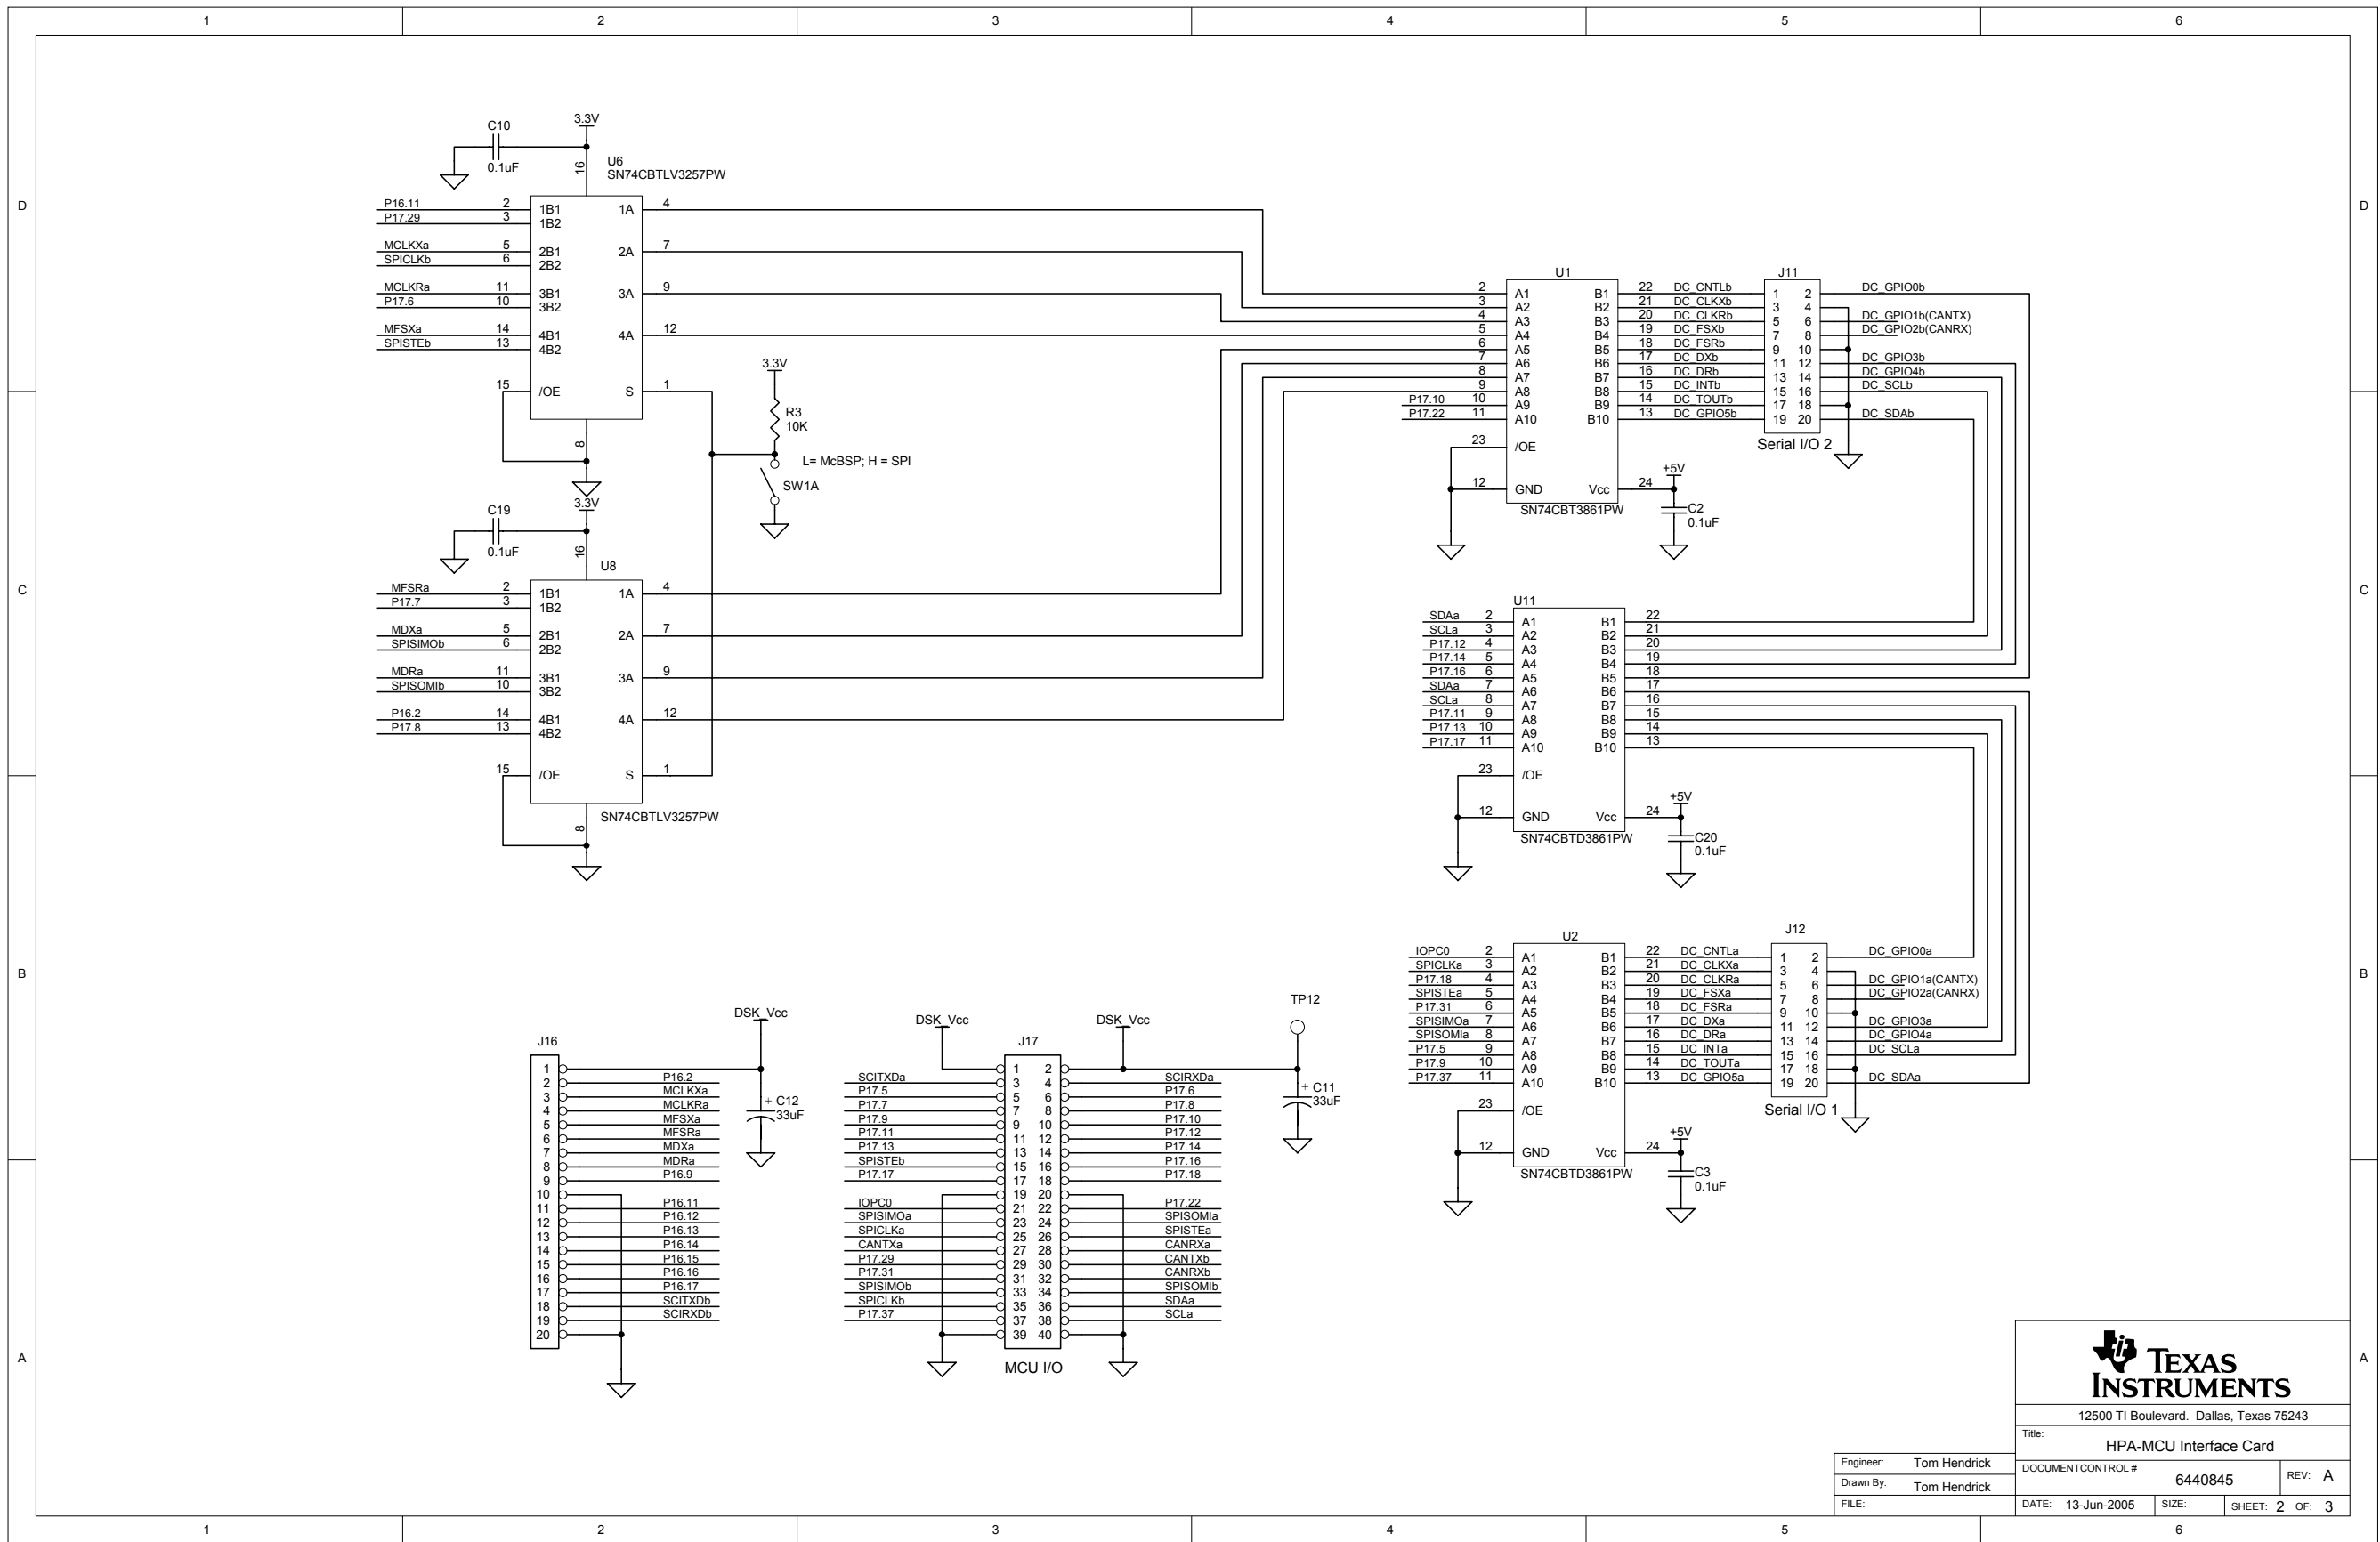 1 2 3 4 5 6
D D
C C
B B
A A
C10
0.1uF
3.3V
16
U6
SN74CBTLV3257PW
P16.11 2 1B1 1A 4
P17.29 3 1B2
MCLKXa 5 2B1 2A 7
SPICLKb 6 2B2
MCLKRa 11 3B1 3A 9
P17.6 10 3B2
MFSXa 14 4B1 4A 12
SPISTEb 13 4B2
15 /OE S 1
8
3.3V
R3
10K
L= McBSP; H = SPI
SW1A
C19
0.1uF
3.3V
16
U8
MFSRa 2 1B1 1A 4
P17.7 3 1B2
MDXa 5 2B1 2A 7
SPISIMOb 6 2B2
MDRa 11 3B1 3A 9
SPISOMIb 10 3B2
P16.2 14 4B1 4A 12
P17.8 13 4B2
15 /OE S 1
8
SN74CBTLV3257PW
U1
2 A1 B1 22 DC_CNTLb
3 A2 B2 21 DC_CLKXb
4 A3 B3 20 DC_CLKRb
5 A4 B4 19 DC_FSXb
6 A5 B5 18 DC_FSRb
7 A6 B6 17 DC_DXb
8 A7 B7 16 DC_DRb
9 A8 B8 15 DC_INTb
P17.10 10 A9 B9 14 DC_TOUTb
P17.22 11 A10 B10 13 DC_GPIO5b
23 /OE
12 GND Vcc 24
SN74CBT3861PW
+5V
C2
0.1uF
J11
1 2 DC_GPIO0b
3 4
5 6 DC_GPIO1b(CANTX)
7 8 DC_GPIO2b(CANRX)
9 10
11 12 DC_GPIO3b
13 14 DC_GPIO4b
15 16 DC_SCLb
17 18
19 20 DC_SDAb
Serial I/O 2
U11
SDAa 2 A1 B1 22
SCLa 3 A2 B2 21
P17.12 4 A3 B3 20
P17.14 5 A4 B4 19
P17.16 6 A5 B5 18
SDAa 7 A6 B6 17
SCLa 8 A7 B7 16
P17.11 9 A8 B8 15
P17.13 10 A9 B9 14
P17.17 11 A10 B10 13
23 /OE
12 GND Vcc 24
SN74CBTD3861PW
+5V
C20
0.1uF
U2
IOPC0 2 A1 B1 22 DC_CNTLa
SPICLKa 3 A2 B2 21 DC_CLKXa
P17.18 4 A3 B3 20 DC_CLKRa
SPISTEa 5 A4 B4 19 DC_FSXa
P17.31 6 A5 B5 18 DC_FSRa
SPISIMOa 7 A6 B6 17 DC_DXa
SPISOMIa 8 A7 B7 16 DC_DRa
P17.5 9 A8 B8 15 DC_INTa
P17.9 10 A9 B9 14 DC_TOUTa
P17.37 11 A10 B10 13 DC_GPIO5a
23 /OE
12 GND Vcc 24
SN74CBTD3861PW
+5V
C3
0.1uF
J12
1 2 DC_GPIO0a
3 4
5 6 DC_GPIO1a(CANTX)
7 8 DC_GPIO2a(CANRX)
9 10
11 12 DC_GPIO3a
13 14 DC_GPIO4a
15 16 DC_SCLa
17 18
19 20 DC_SDAa
Serial I/O 1
J16
DSK_Vcc
1
2 P16.2
3 MCLKXa
4 MCLKRa
5 MFSXa
6 MFSRa
7 MDXa
8 MDRa
9 P16.9
10
11 P16.11
12 P16.12
13 P16.13
14 P16.14
15 P16.15
16 P16.16
17 P16.17
18 SCITXDb
19 SCIRXDb
20
+ C12
33uF
DSK_Vcc
J17
DSK_Vcc
TP12
1 2
SCITXDa 3 4 SCIRXDa
P17.5 5 6 P17.6
P17.7 7 8 P17.8
P17.9 9 10 P17.10
P17.11 11 12 P17.12
P17.13 13 14 P17.14
SPISTEb 15 16 P17.16
P17.17 17 18 P17.18
19 20
IOPC0 21 22 P17.22
SPISIMOa 23 24 SPISOMIa
SPICLKa 25 26 SPISTEa
CANTXa 27 28 CANRXa
P17.29 29 30 CANTXb
P17.31 31 32 CANRXb
SPISIMOb 33 34 SPISOMIb
SPICLKb 35 36 SDAa
P17.37 37 38 SCLa
39 40
MCU I/O
+ C11
33uF
TEXAS
INSTRUMENTS
12500 TI Boulevard. Dallas, Texas 75243
Title:
HPA-MCU Interface Card
Engineer: Tom Hendrick
Drawn By: Tom Hendrick
FILE:
DOCUMENTCONTROL # 6440845 REV: A
DATE: 13-Jun-2005 SIZE: SHEET: 2 OF: 3
1 2 3 4 5 6